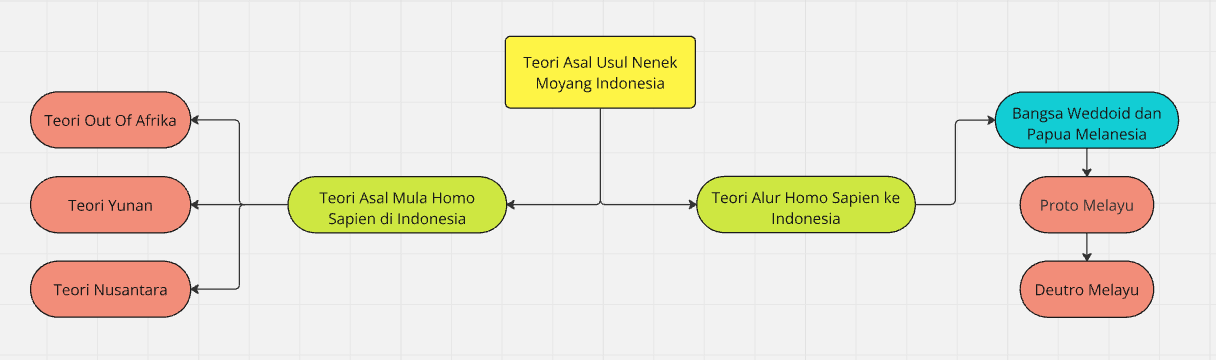 Teori Asal Usul Nenek
Moyang Indonesia
Teori Out Of Afrika
Teori Yunan
Teori Nusantara
Teori Asal Mula Homo
Sapien di Indonesia
Teori Alur Homo Sapien ke
Indonesia
Bangsa Weddoid dan
Papua Melanesia
Proto Melayu
Deutro Melayu